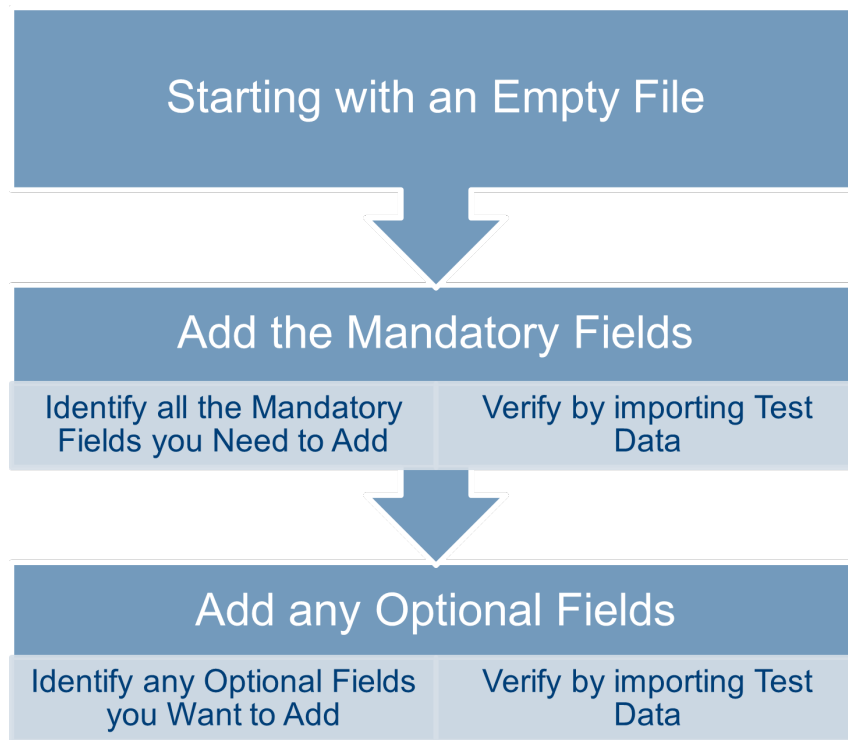 Starting with an Empty File
Add the Mandatory Fields
Identify all the Mandatory
Fields you Need to Add
Verify by importing Test
Data
Add any Optional Fields
Identify any Optional Fields
you Want to Add
Verify by importing Test
Data